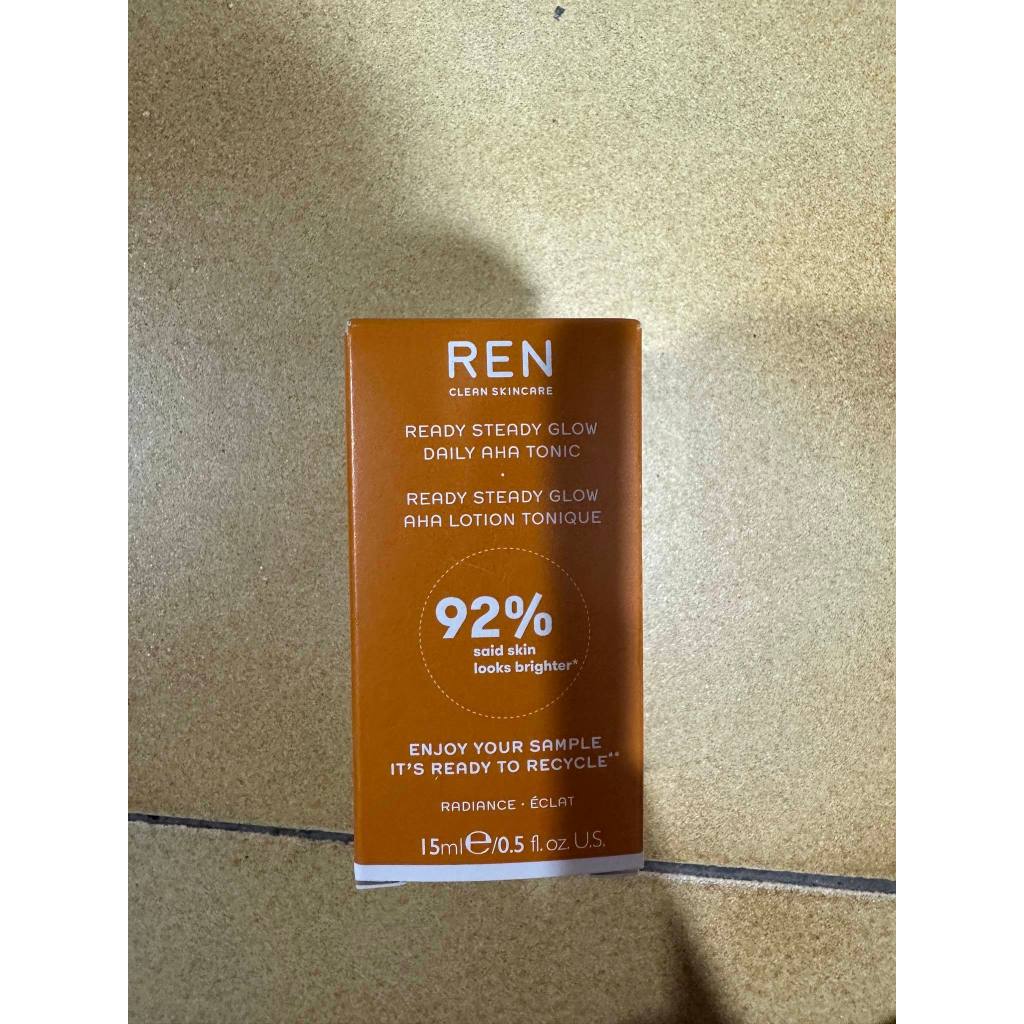 REN
CLEAN SKINCARE
READY STEADY GLOW
DAILY AHA TONIC
•
READY STEADY GLOW
AHA LOTION TONIQUE
92%
said skin
looks brighter*
ENJOY YOUR SAMPLE
IT'S READY TO RECYCLE**
RADIANCE • ÉCLAT
15ml℮/0.5 fl. oz. U.S.